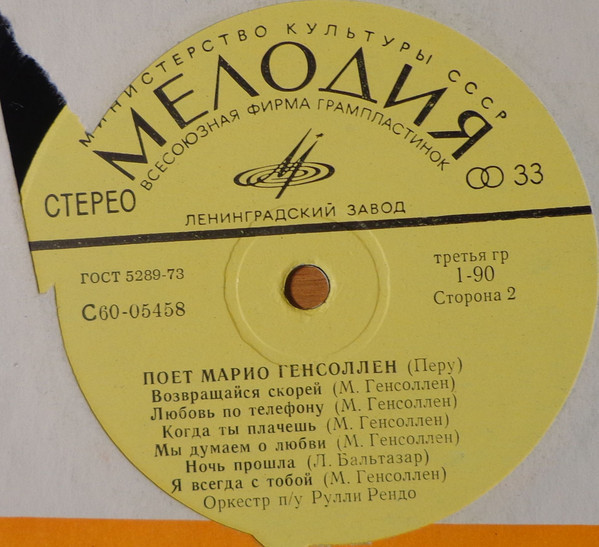 МИНИСТЕРСТВО КУЛЬТУРЫ СССР
МЕЛОДИЯ
ВСЕСОЮЗНАЯ ФИРМА ГРАМПЛАСТИНОК
СТЕРЕО
33
ЛЕНИНГРАДСКИЙ ЗАВОД
ГОСТ 5289-73
С60-05458
третья гр
1-90
Сторона 2
ПОЕТ МАРИО ГЕНСОЛЛЕН (Перу)
Возвращайся скорей (М. Генсоллен)
Любовь по телефону (М. Генсоллен)
Когда ты плачешь (М. Генсоллен)
Мы думаем о любви (М. Генсоллен)
Ночь прошла (Л. Бальтазар)
Я всегда с тобой (М. Генсоллен)
Оркестр п/у Рулли Рендо